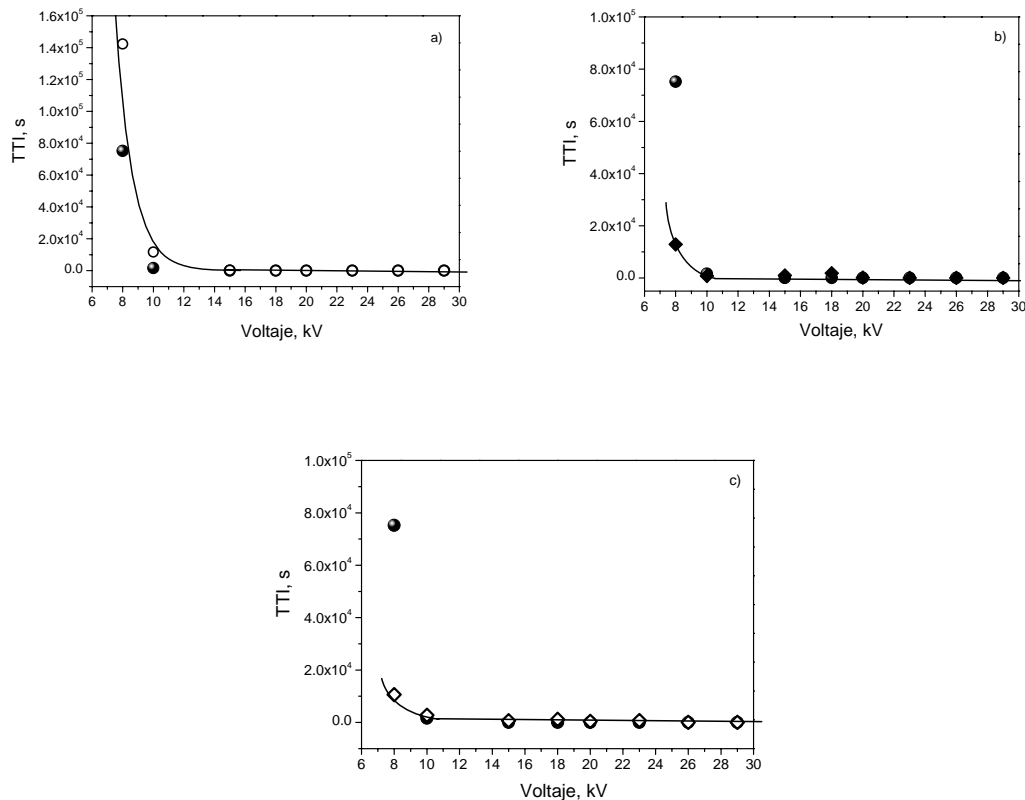 a)
1.6x10⁵
1.4x10⁵
1.2x10⁵
1.0x10⁵
8.0x10⁴
6.0x10⁴
4.0x10⁴
2.0x10⁴
0.0
TTI, s
6 8 10 12 14 16 18 20 22 24 26 28 30
Voltaje, kV
b)
1.0x10⁵
8.0x10⁴
6.0x10⁴
4.0x10⁴
2.0x10⁴
0.0
TTI, s
6 8 10 12 14 16 18 20 22 24 26 28 30
Voltaje, kV
c)
1.0x10⁵
8.0x10⁴
6.0x10⁴
4.0x10⁴
2.0x10⁴
0.0
TTI, s
6 8 10 12 14 16 18 20 22 24 26 28 30
Voltaje, kV